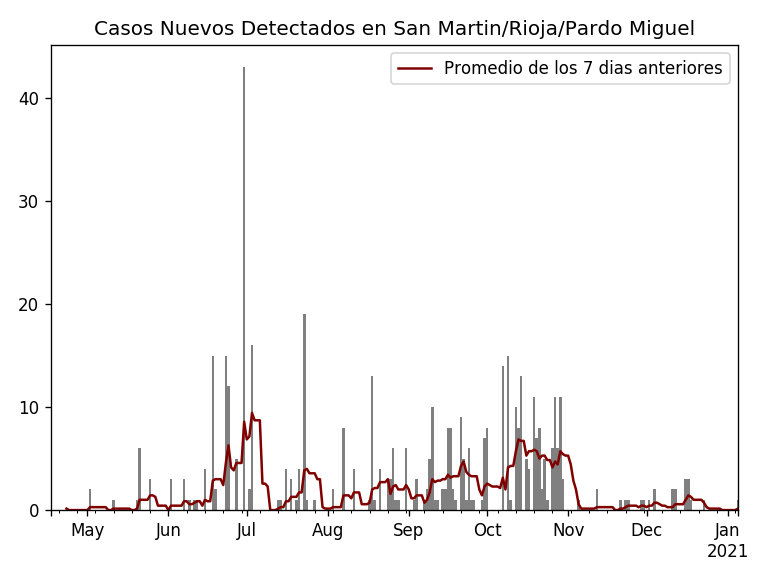 Casos Nuevos Detectados en San Martin/Rioja/Pardo Miguel
Promedio de los 7 dias anteriores
40
30
20
10
0
May Jun Jul Aug Sep Oct Nov Dec Jan
2021